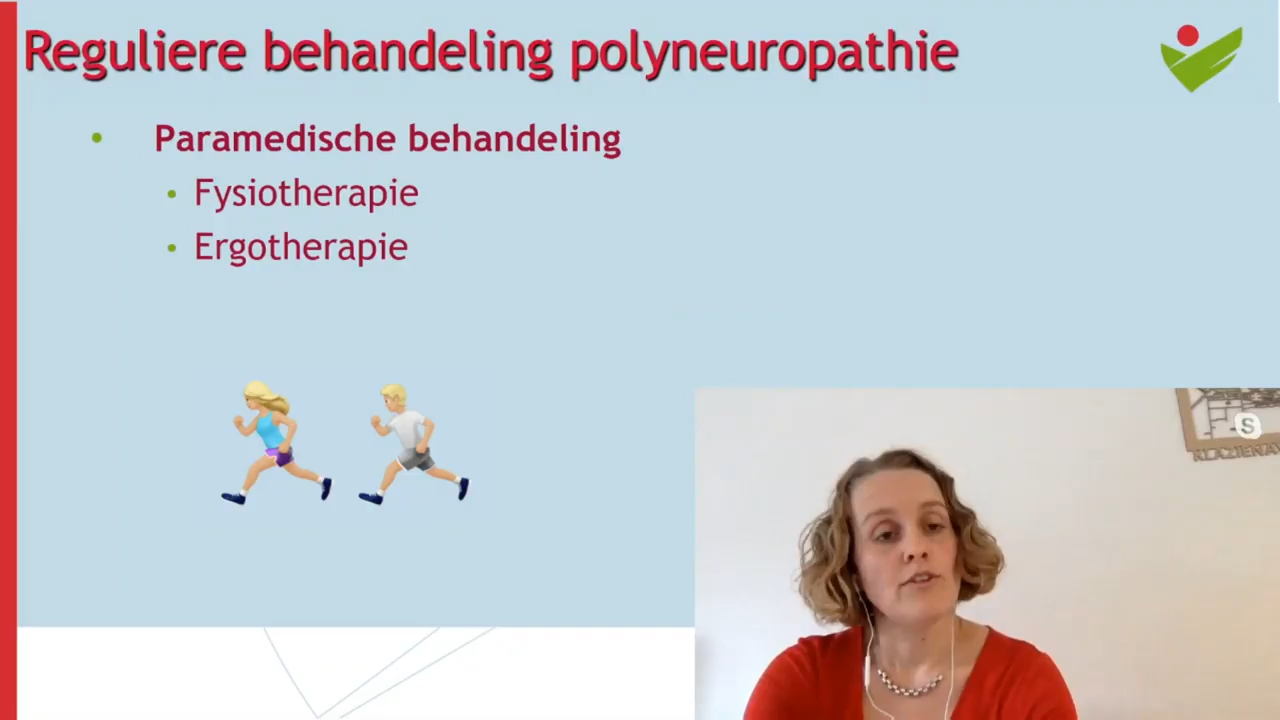 Reguliere behandeling polyneuropathie
• Paramedische behandeling
• Fysiotherapie
• Ergotherapie
S